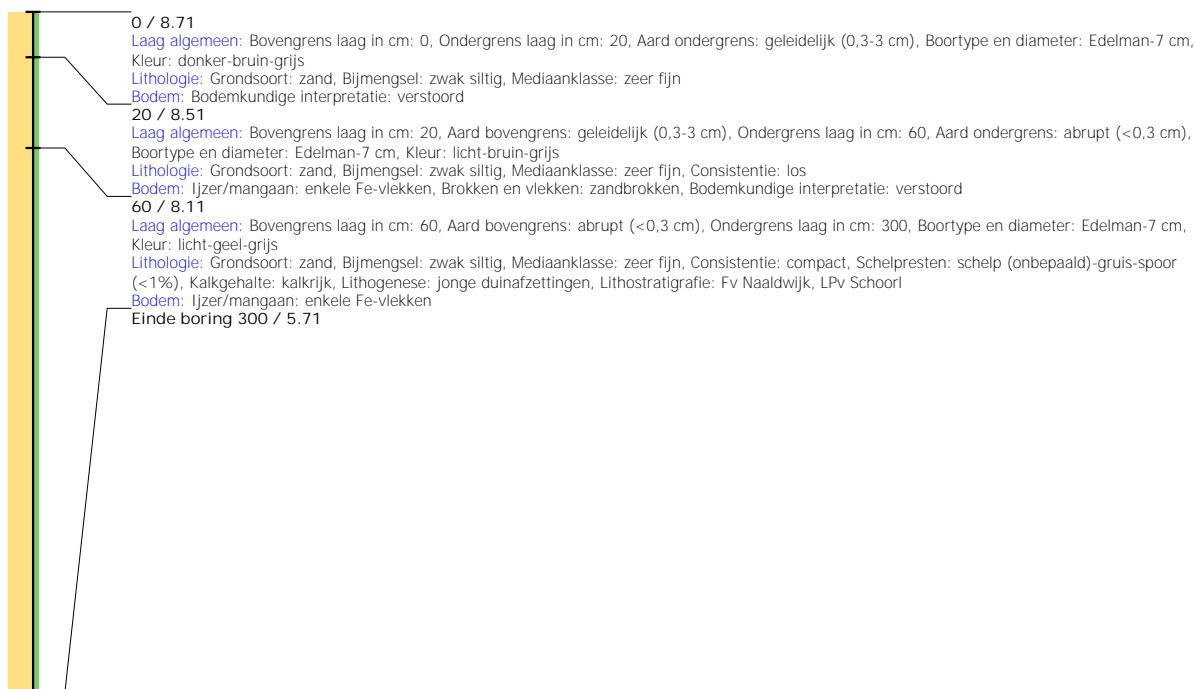 0 / 8.71
Laag algemeen: Bovengrens laag in cm: 0, Ondergrens laag in cm: 20, Aard ondergrens: geleidelijk (0,3-3 cm), Boortype en diameter: Edelman-7 cm,
Kleur: donker-bruin-grijs
Lithologie: Grondsoort: zand, Bijmengsel: zwak siltig, Mediaanklasse: zeer fijn
Bodem: Bodemkundige interpretatie: verstoord
20 / 8.51
Laag algemeen: Bovengrens laag in cm: 20, Aard bovengrens: geleidelijk (0,3-3 cm), Ondergrens laag in cm: 60, Aard ondergrens: abrupt (<0,3 cm),
Boortype en diameter: Edelman-7 cm, Kleur: licht-bruin-grijs
Lithologie: Grondsoort: zand, Bijmengsel: zwak siltig, Mediaanklasse: zeer fijn, Consistentie: los
Bodem: Ijzer/mangaan: enkele Fe-vlekken, Brokken en vlekken: zandbrokken, Bodemkundige interpretatie: verstoord
60 / 8.11
Laag algemeen: Bovengrens laag in cm: 60, Aard bovengrens: abrupt (<0,3 cm), Ondergrens laag in cm: 300, Boortype en diameter: Edelman-7 cm,
Kleur: licht-geel-grijs
Lithologie: Grondsoort: zand, Bijmengsel: zwak siltig, Mediaanklasse: zeer fijn, Consistentie: compact, Schelpresten: schelp (onbepaald)-gruis-spoor
(<1%), Kalkgehalte: kalkrijk, Lithogenese: jonge duinafzettingen, Lithostratigrafie: Fv Naaldwijk, LPv Schoorl
Bodem: Ijzer/mangaan: enkele Fe-vlekken
Einde boring 300 / 5.71